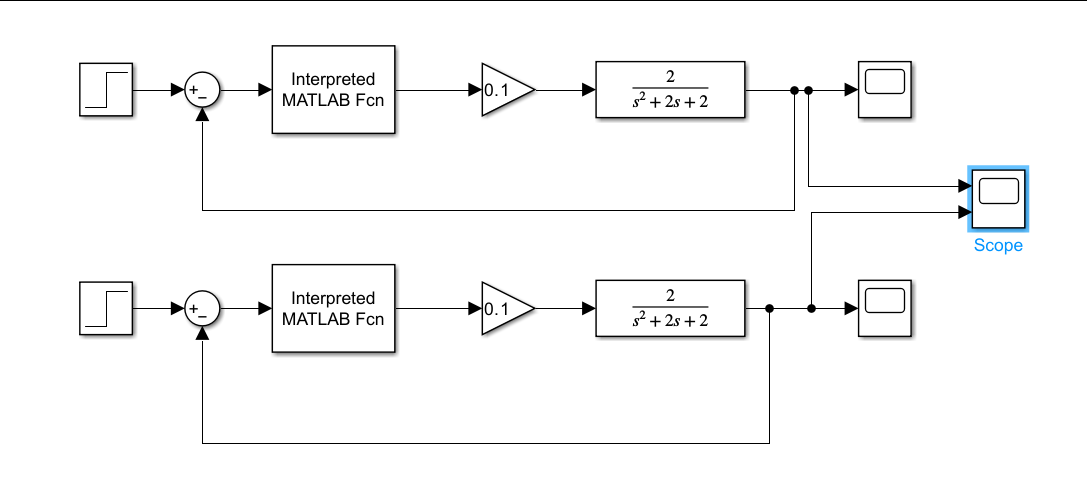 +
−
Interpreted
MATLAB Fcn
0.1
2
s² + 2s + 2
Scope
+
−
Interpreted
MATLAB Fcn
0.1
2
s² + 2s + 2